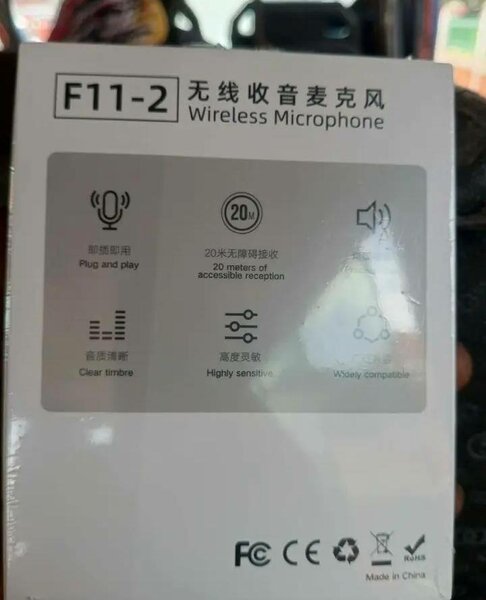 F11-2
无线收音麦克风
Wireless Microphone
即插即用
Plug and play
20M
20米无障碍接收
20 meters of
accessible reception
音质清晰
Clear timbre
高度灵敏
Highly sensitive
Widely compatible
FC CE
RoHS
Made in China